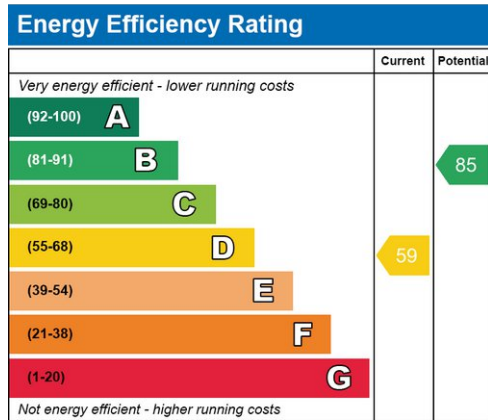 Energy Efficiency Rating
Current Potential
Very energy efficient - lower running costs
(92-100) A
(81-91) B
85
(69-80) C
(55-68) D
59
(39-54) E
(21-38) F
(1-20) G
Not energy efficient - higher running costs